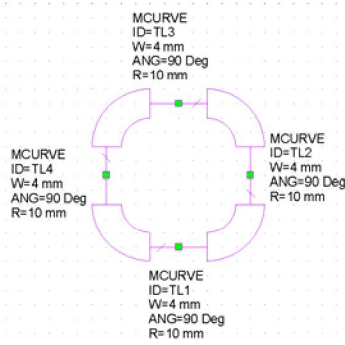 MCURVE
ID=TL3
W=4 mm
ANG=90 Deg
R=10 mm
MCURVE
ID=TL4
W=4 mm
ANG=90 Deg
R=10 mm
MCURVE
ID=TL2
W=4 mm
ANG=90 Deg
R=10 mm
MCURVE
ID=TL1
W=4 mm
ANG=90 Deg
R=10 mm